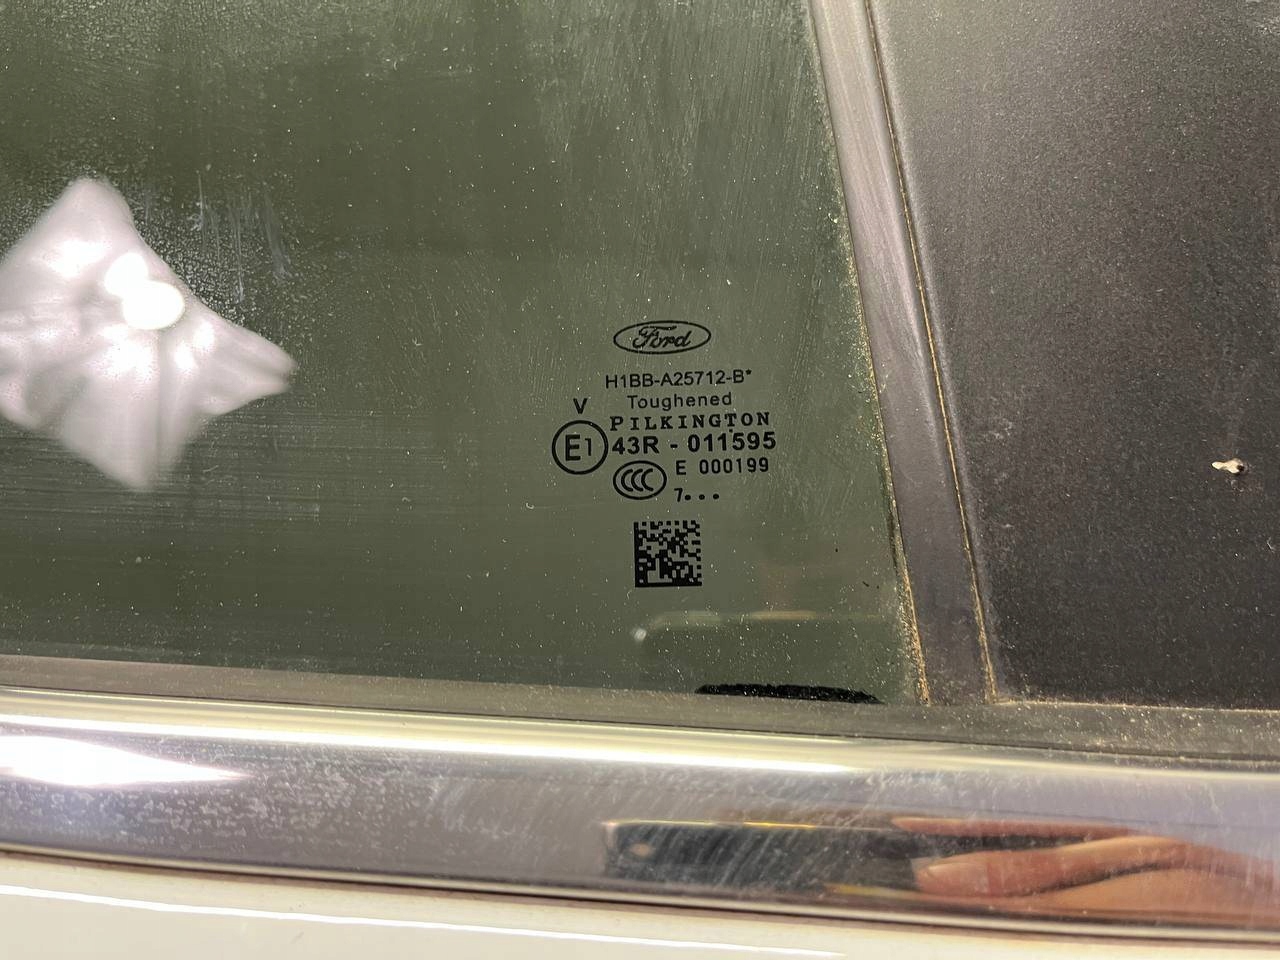 Ford
H1BB-A25712-B*
Toughened
V
PILKINGTON
E1 43R - 011595
CCC E 000199
7•••